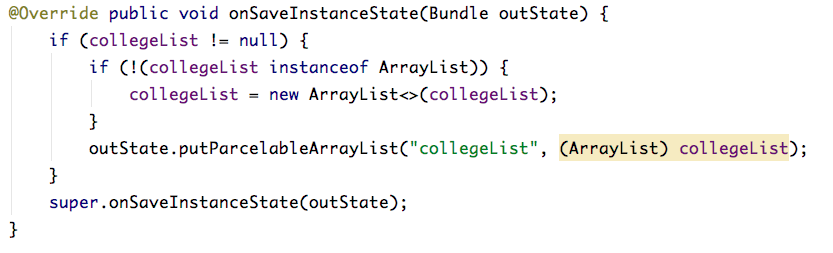 @Override public void onSaveInstanceState(Bundle outState) {
    if (collegeList != null) {
        if (!(collegeList instanceof ArrayList)) {
            collegeList = new ArrayList<>(collegeList);
        }
        outState.putParcelableArrayList("collegeList", (ArrayList) collegeList);
    }
    super.onSaveInstanceState(outState);
}